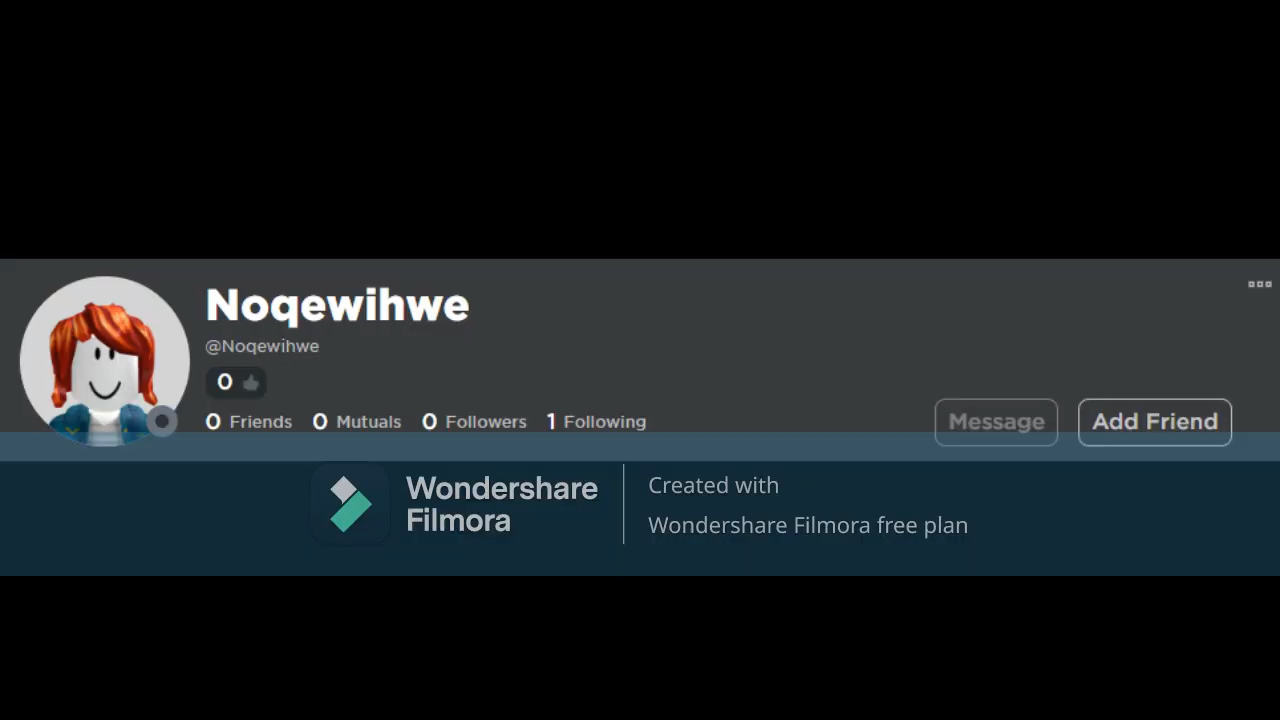 Noqewihwe
@Noqewihwe
0
0 Friends 0 Mutuals 0 Followers 1 Following
Message Add Friend
Wondershare
Filmora
Created with
Wondershare Filmora free plan